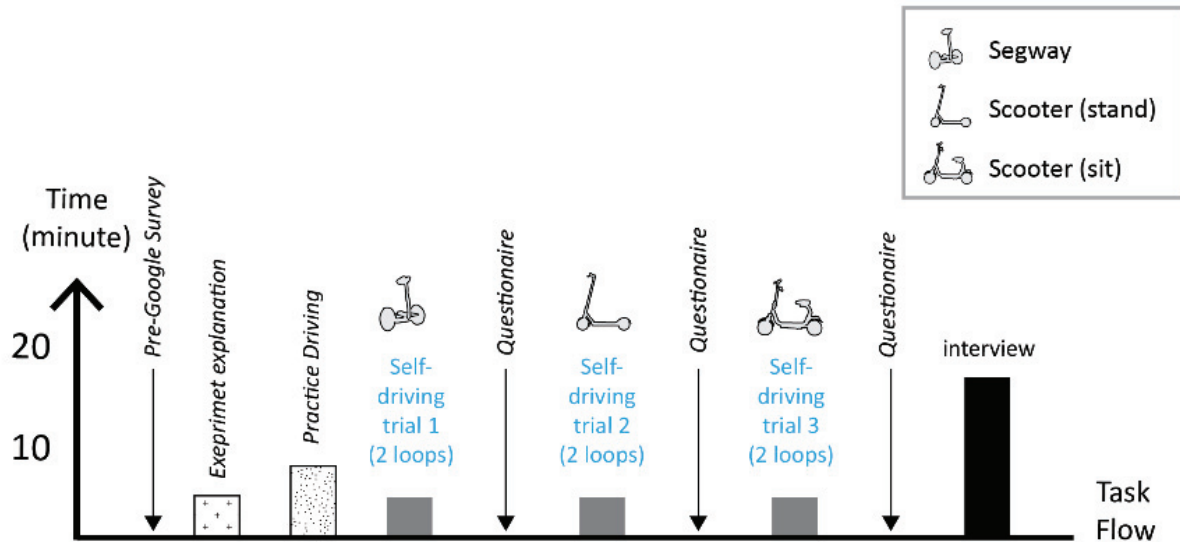 Segway
Scooter (stand)
Scooter (sit)
Time
(minute)
20
10
Pre-Google Survey
Exeprimet explanation
Practice Driving
Self-
driving
trial 1
(2 loops)
Questionaire
Self-
driving
trial 2
(2 loops)
Questionaire
Self-
driving
trial 3
(2 loops)
Questionaire
interview
Task
Flow